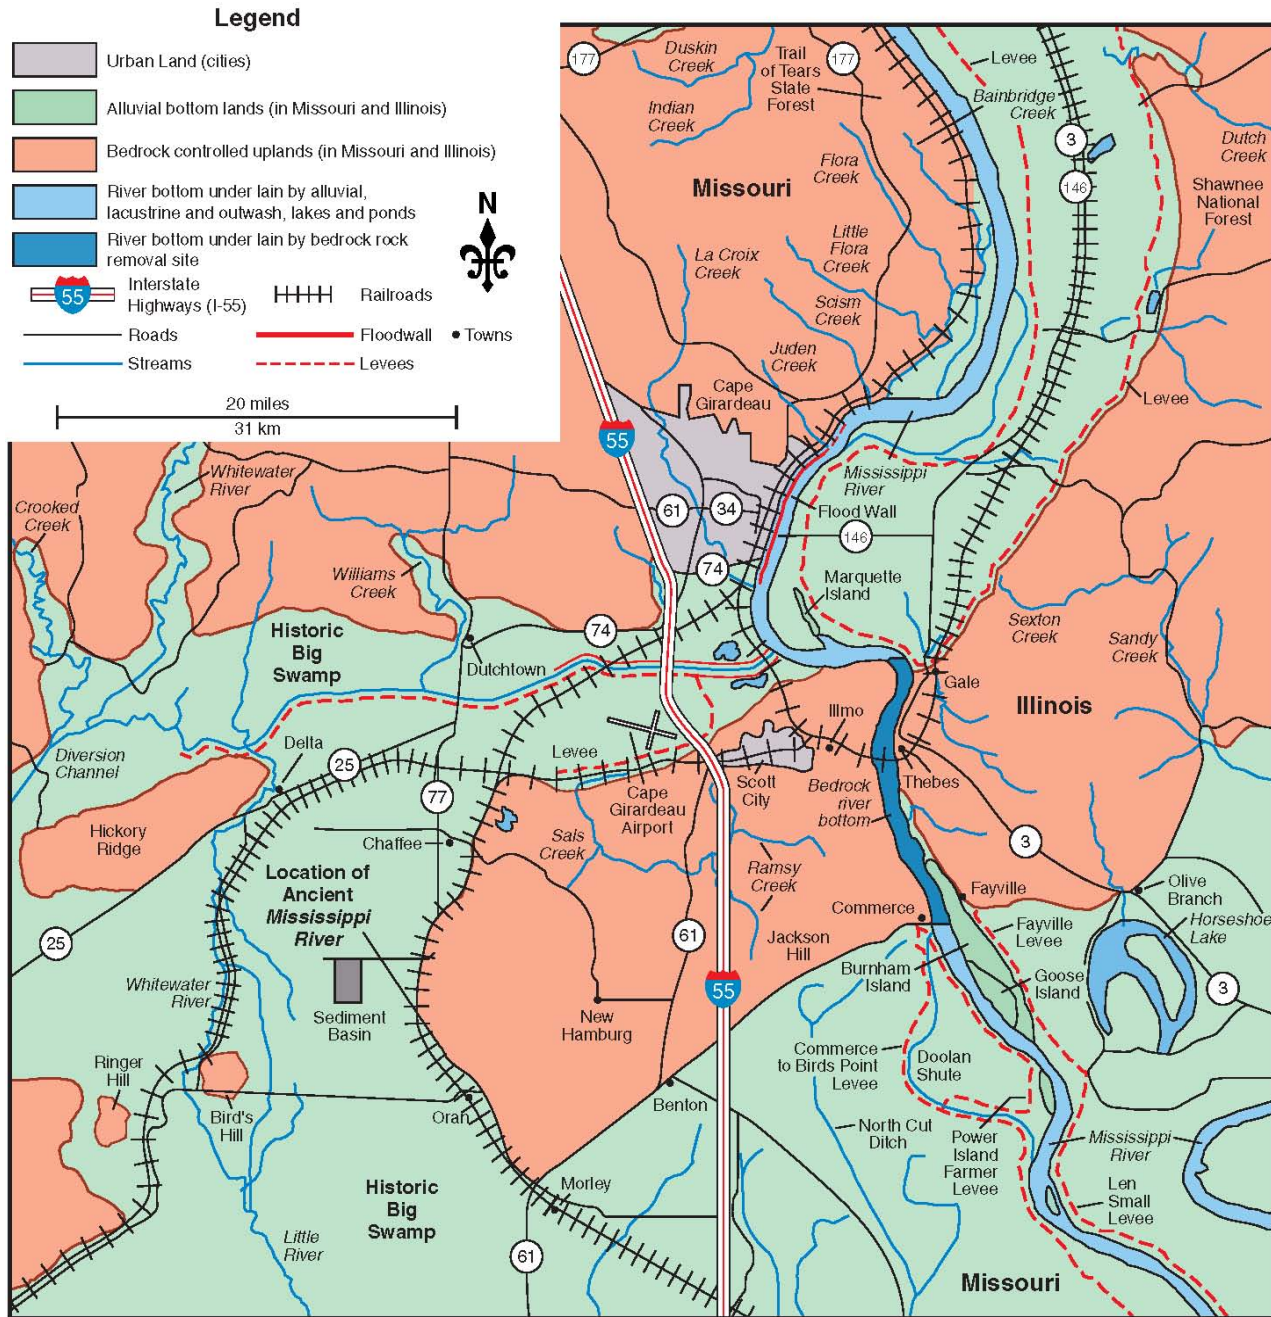 Legend
Urban Land (cities)
Alluvial bottom lands (in Missouri and Illinois)
Bedrock controlled uplands (in Missouri and Illinois)
River bottom under lain by alluvial,
lacustrine and outwash, lakes and ponds
River bottom under lain by bedrock rock
removal site
N
55
Interstate
Highways (I-55)
Railroads
Roads
Floodwall
Towns
Streams
Levees
20 miles
31 km
177
Duskin
Creek
Trail
of Tears
State
Forest
177
Levee
Indian
Creek
Bainbridge
Creek
3
146
Dutch
Creek
Shawnee
National
Forest
Missouri
Flora
Creek
La Croix
Creek
Little
Flora
Creek
Scism
Creek
Juden
Creek
Cape
Girardeau
Levee
55
Whitewater
River
Crooked
Creek
Mississippi
River
61
34
Flood Wall
146
Williams
Creek
74
Marquette
Island
Historic
Big
Swamp
74
Dutchtown
Sexton
Creek
Sandy
Creek
Gale
Illinois
Diversion
Channel
Delta
25
Levee
Illmo
Thebes
77
Cape
Girardeau
Airport
Scott
City
Bedrock
river
bottom
Hickory
Ridge
Chaffee
Sals
Creek
Ramsy
Creek
3
Location of
Ancient
Mississippi
River
Fayville
Olive
Branch
Commerce
Fayville
Levee
Horseshoe
Lake
25
61
Jackson
Hill
Burnham
Island
Goose
Island
Whitewater
River
55
3
Sediment
Basin
New
Hamburg
Commerce
to Birds Point
Levee
Doolan
Shute
Ringer
Hill
Bird's
Hill
Oran
Benton
North Cut
Ditch
Power
Island
Farmer
Levee
Mississippi
River
Historic
Big
Swamp
Morley
Len
Small
Levee
Little
River
61
Missouri